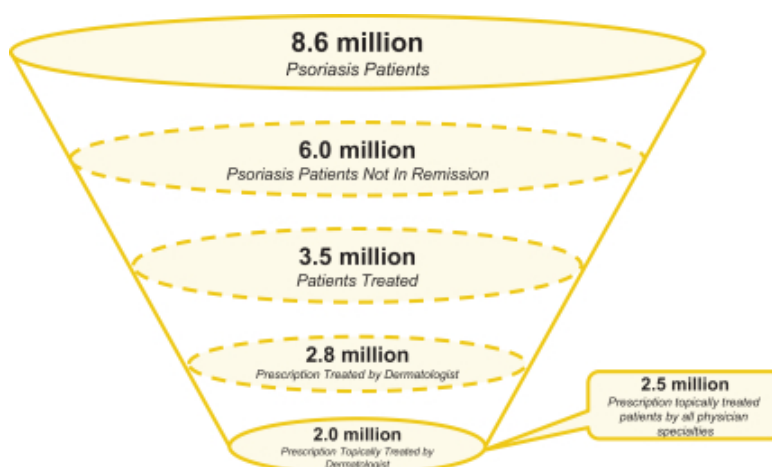 8.6 million
Psoriasis Patients
6.0 million
Psoriasis Patients Not In Remission
3.5 million
Patients Treated
2.8 million
Prescription Treated by Dermatologist
2.5 million
Prescription topically treated
patients by all physician
specialties
2.0 million
Prescription Topically Treated by
Dermatologist